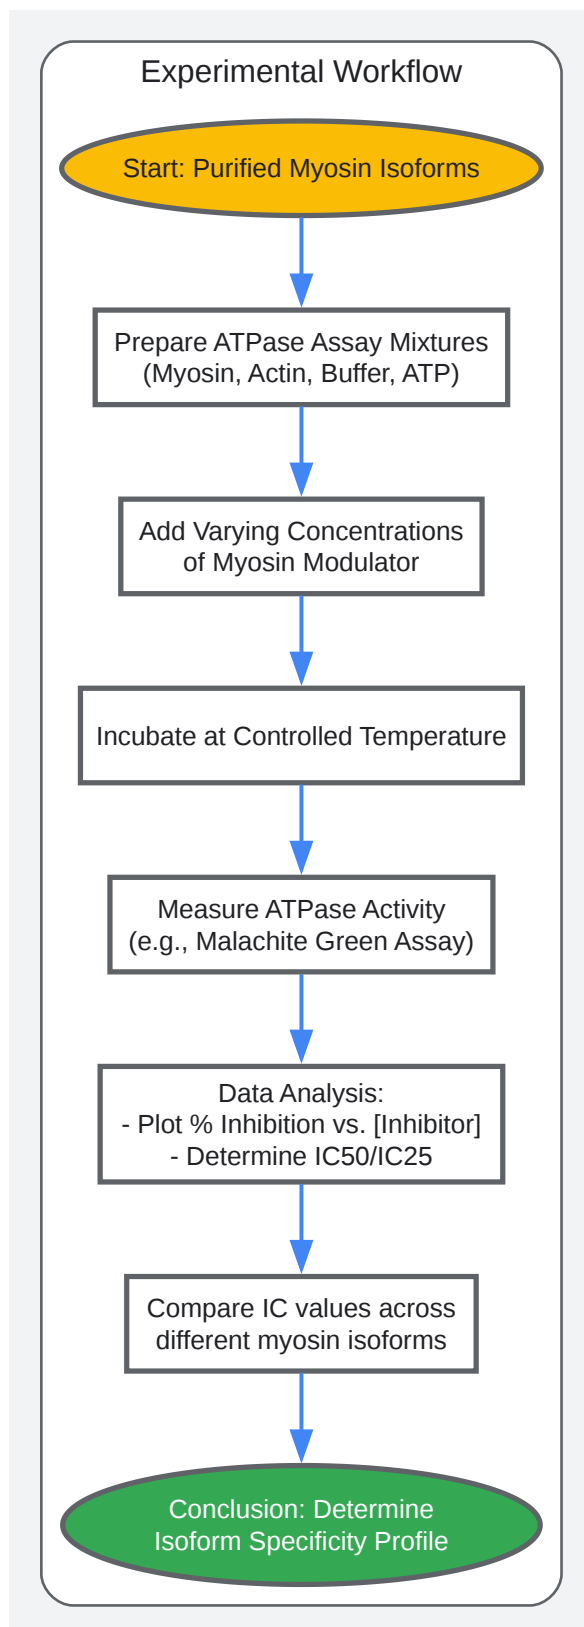 Experimental Workflow
Start: Purified Myosin Isoforms
Prepare ATPase Assay Mixtures
(Myosin, Actin, Buffer, ATP)
Add Varying Concentrations
of Myosin Modulator
Incubate at Controlled Temperature
Measure ATPase Activity
(e.g., Malachite Green Assay)
Data Analysis:
- Plot % Inhibition vs. [Inhibitor]
- Determine IC50/IC25
Compare IC values across
different myosin isoforms
Conclusion: Determine
Isoform Specificity Profile